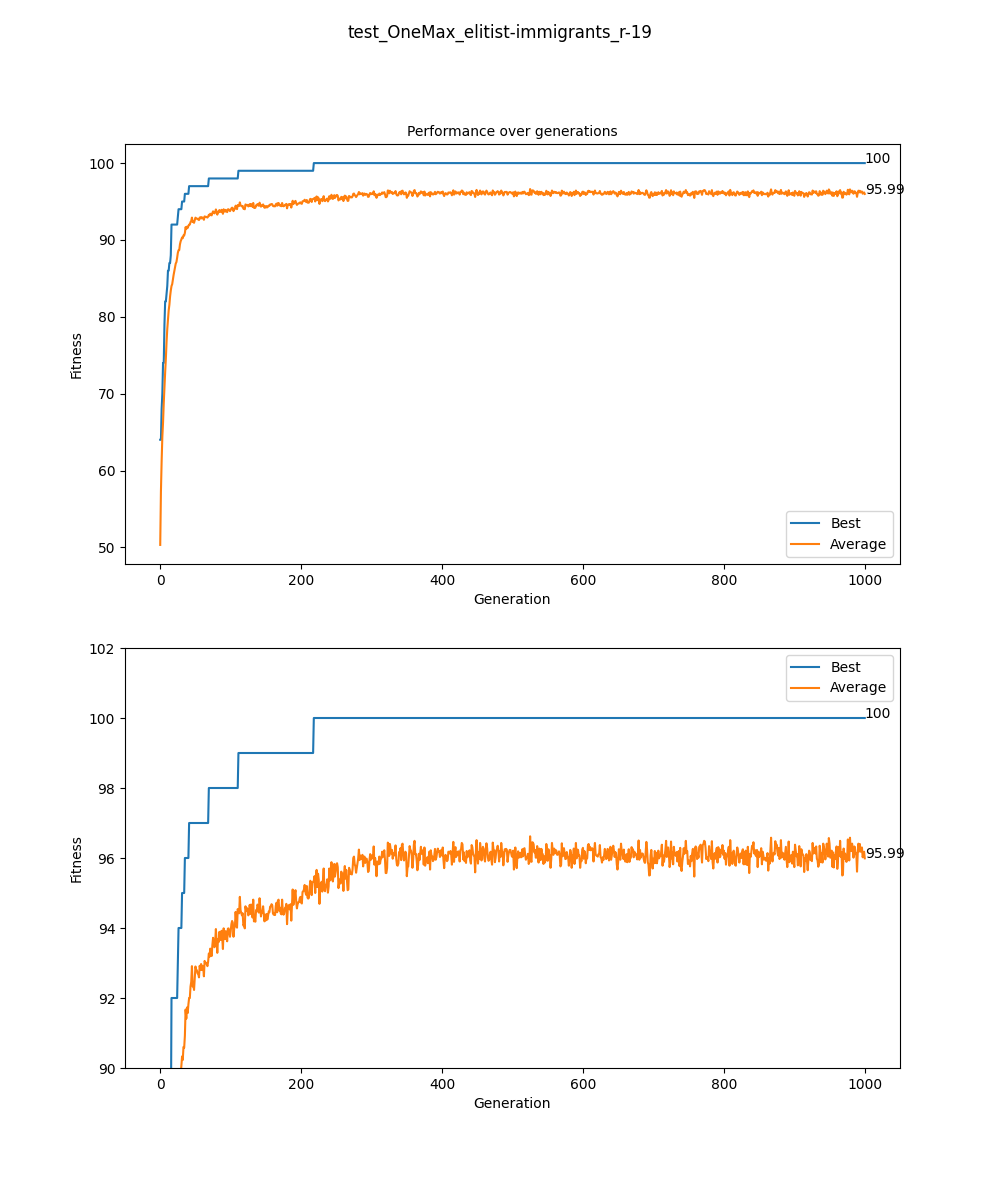 test_OneMax_elitist-immigrants_r-19
Performance over generations
100
90
80
70
60
50
Fitness
100
95.99
Best
Average
0 200 400 600 800 1000
Generation
102
100
98
96
94
92
90
Fitness
Best
Average
100
95.99
0 200 400 600 800 1000
Generation